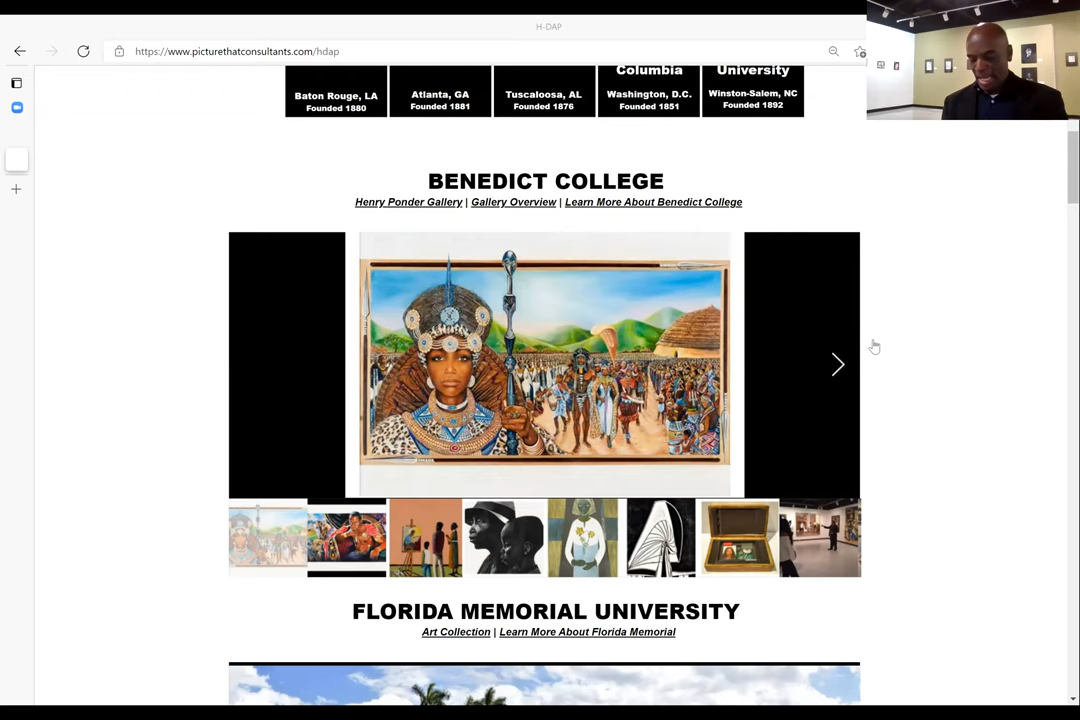 H-DAP
https://www.picturethatconsultants.com/hdap
Columbia
University
Baton Rouge, LA
Founded 1880
Atlanta, GA
Founded 1881
Tuscaloosa, AL
Founded 1876
Washington, D.C.
Founded 1851
Winston-Salem, NC
Founded 1892
BENEDICT COLLEGE
Henry Ponder Gallery | Gallery Overview | Learn More About Benedict College
FLORIDA MEMORIAL UNIVERSITY
Art Collection | Learn More About Florida Memorial